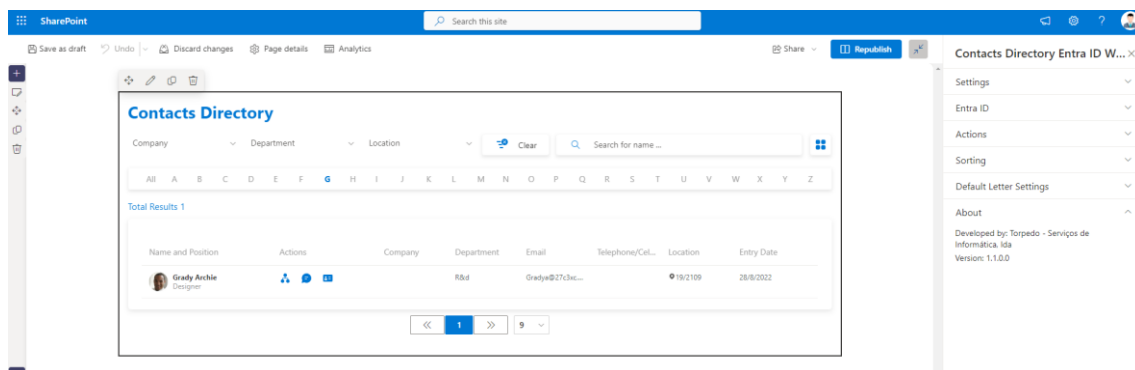 SharePoint
Search this site
?
Save as draft Undo Discard changes Page details Analytics
Share Republish
Contacts Directory Entra ID W...
Settings
Entra ID
Actions
Sorting
Default Letter Settings
About
Developed by: Torpedo - Serviços de
Informática, lda
Version: 1.1.0.0
Contacts Directory
Company Department Location Clear Search for name ...
All A B C D E F G H I J K L M N O P Q R S T U V W X Y Z
Total Results 1
Name and Position Actions Company Department Email Telephone/Cel... Location Entry Date
Grady Archie R&d Gradya@27c3xc.... 19/2109 28/8/2022
Designer
1 9